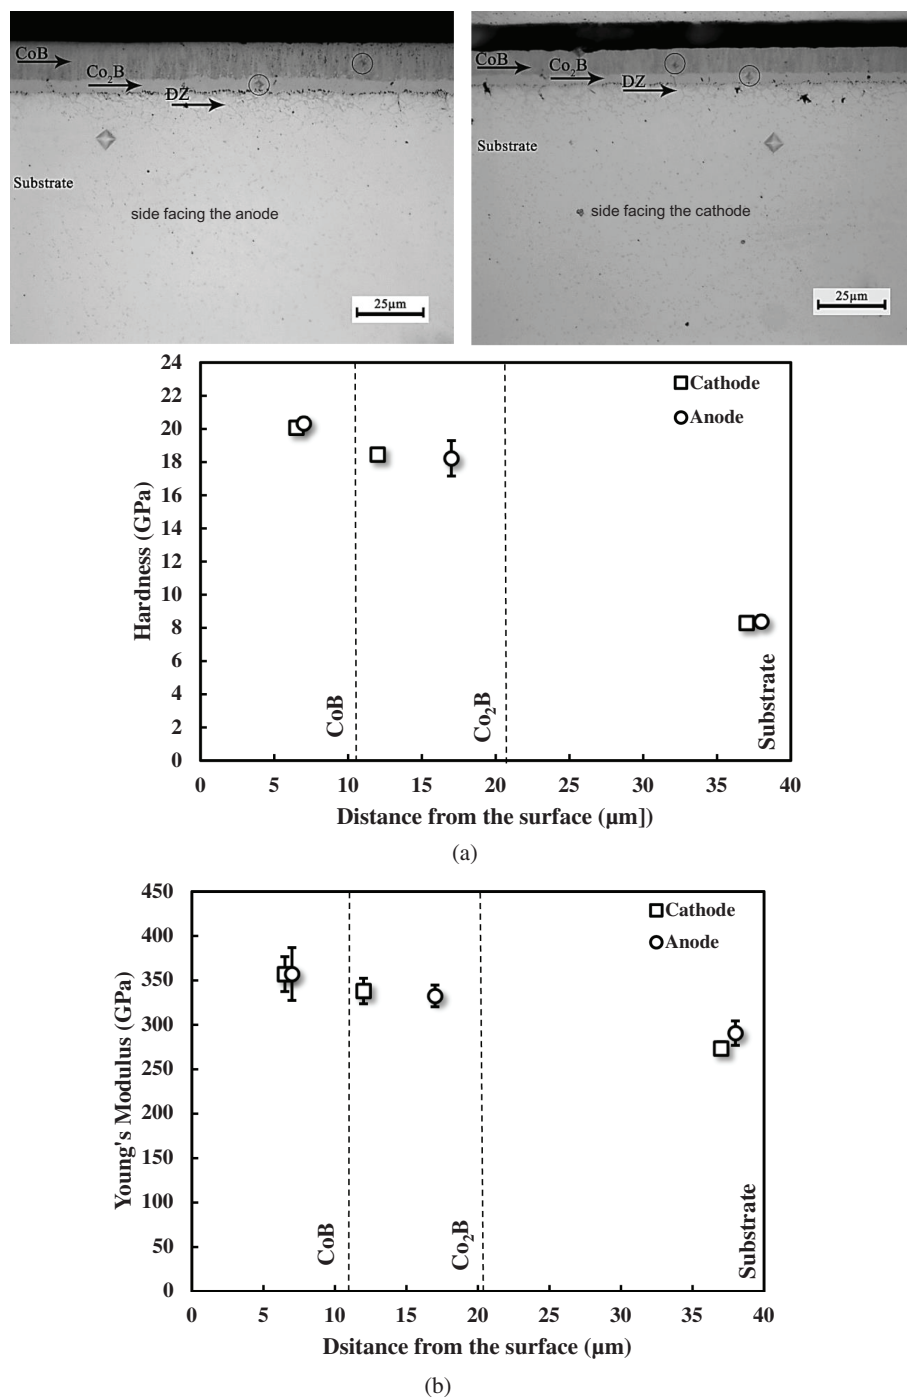 CoB
Co₂B
DZ
Substrate
side facing the anode
25µm
CoB
Co₂B
DZ
Substrate
side facing the cathode
25µm
24
22
20
18
16
14
12
10
8
6
4
2
0
Hardness (GPa)
Cathode
Anode
CoB
Co₂B
Substrate
0 5 10 15 20 25 30 35 40
Distance from the surface (µm])
(a)
450
400
350
300
250
200
150
100
50
0
Young's Modulus (GPa)
Cathode
Anode
CoB
Co₂B
Substrate
0 5 10 15 20 25 30 35 40
Dsitance from the surface (µm)
(b)